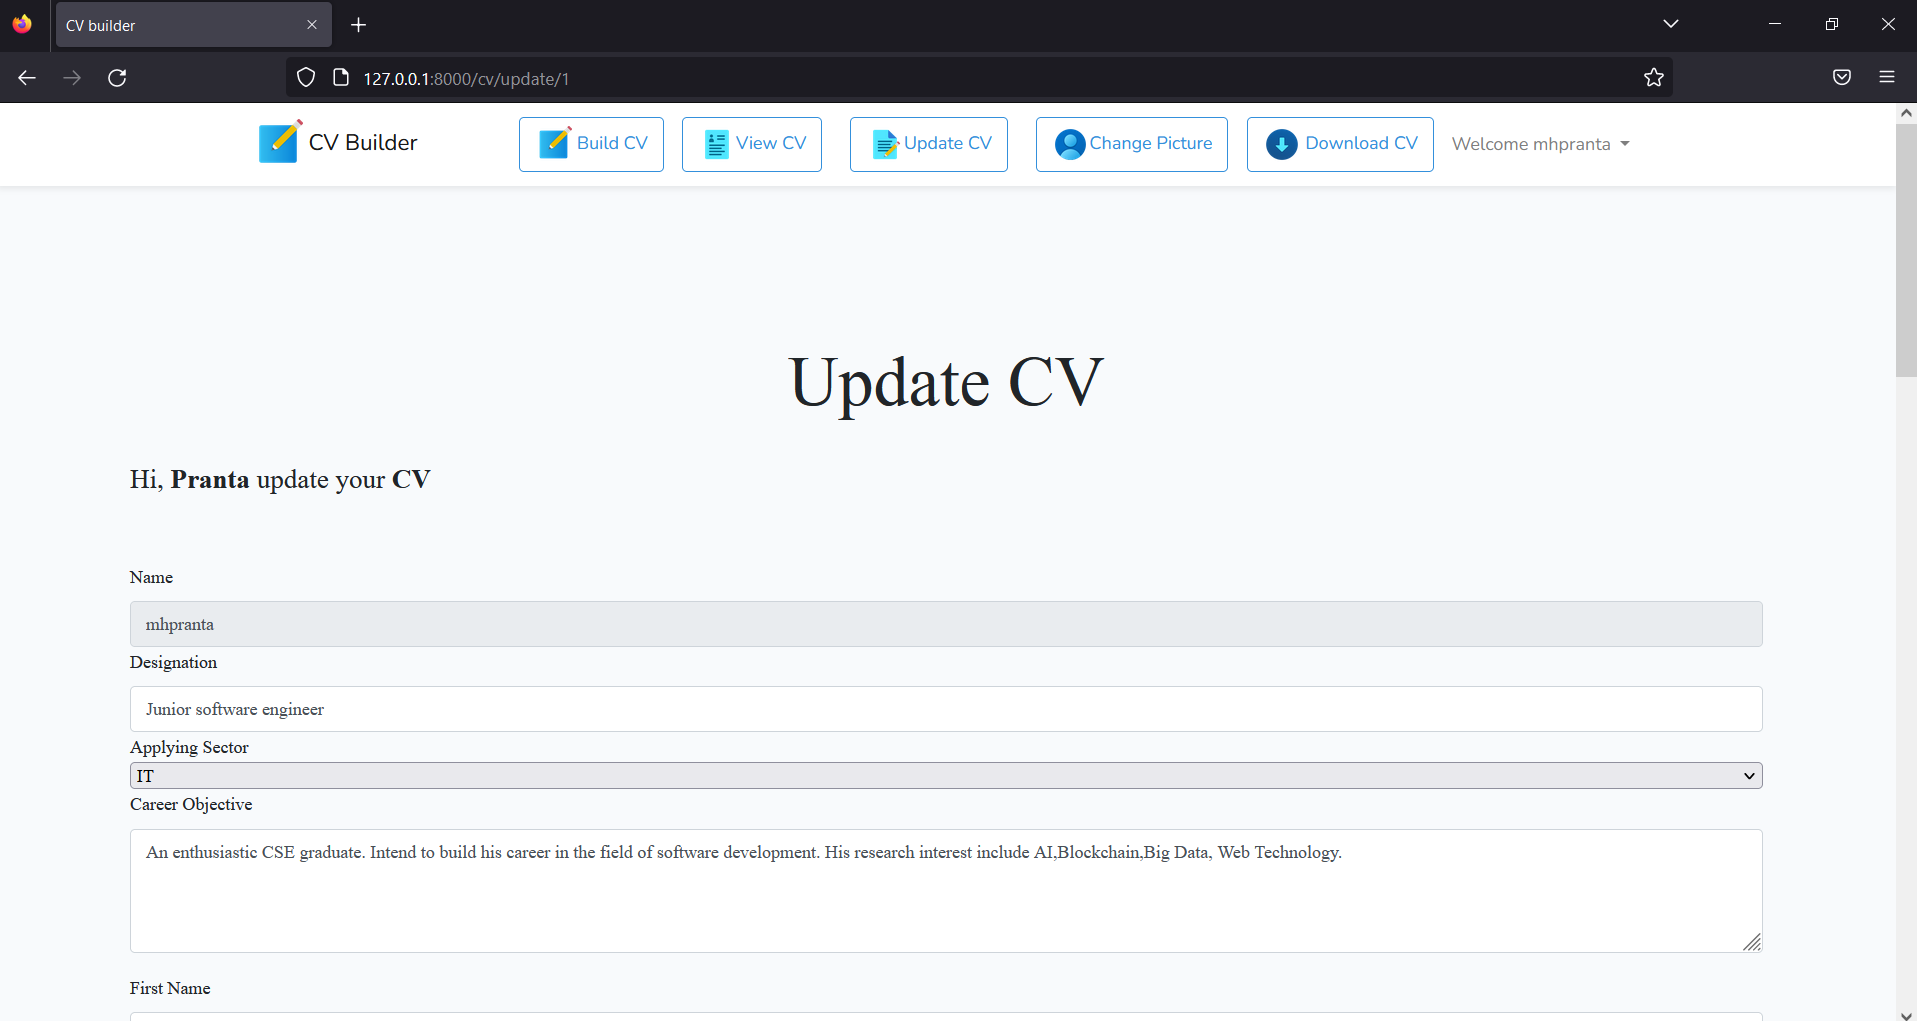 CV builder
127.0.0.1:8000/cv/update/1
CV Builder
Build CV
View CV
Update CV
Change Picture
Download CV
Welcome mhpranta
Update CV
Hi, Pranta update your CV
Name
mhpranta
Designation
Junior software engineer
Applying Sector
IT
Career Objective
An enthusiastic CSE graduate. Intend to build his career in the field of software development. His research interest include AI,Blockchain,Big Data, Web Technology.
First Name